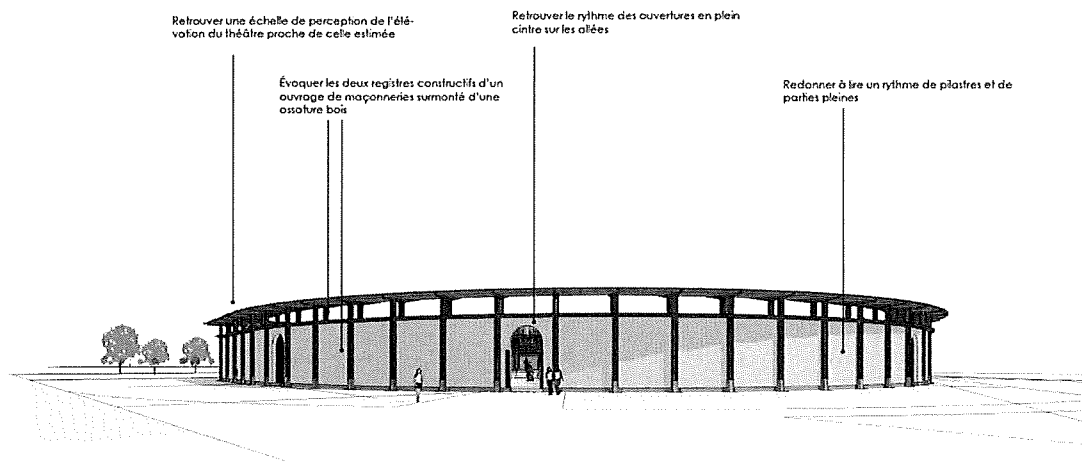 Retrouver une échelle de perception de l'élé-
vation du théâtre proche de celle estimée
Retrouver le rythme des ouvertures en plein
cintre sur les allées
Évoquer les deux registres constructifs d'un
ouvrage de maçonneries surmonté d'une
ossature bois
Redonner à lire un rythme de pilastres et de
parties pleines